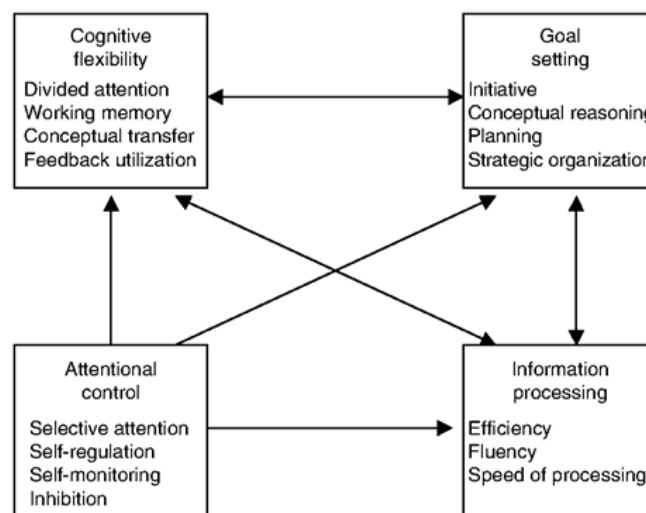 Cognitive
flexibility
Divided attention
Working memory
Conceptual transfer
Feedback utilization
Goal
setting
Initiative
Conceptual reasoning
Planning
Strategic organization
Attentional
control
Selective attention
Self-regulation
Self-monitoring
Inhibition
Information
processing
Efficiency
Fluency
Speed of processing